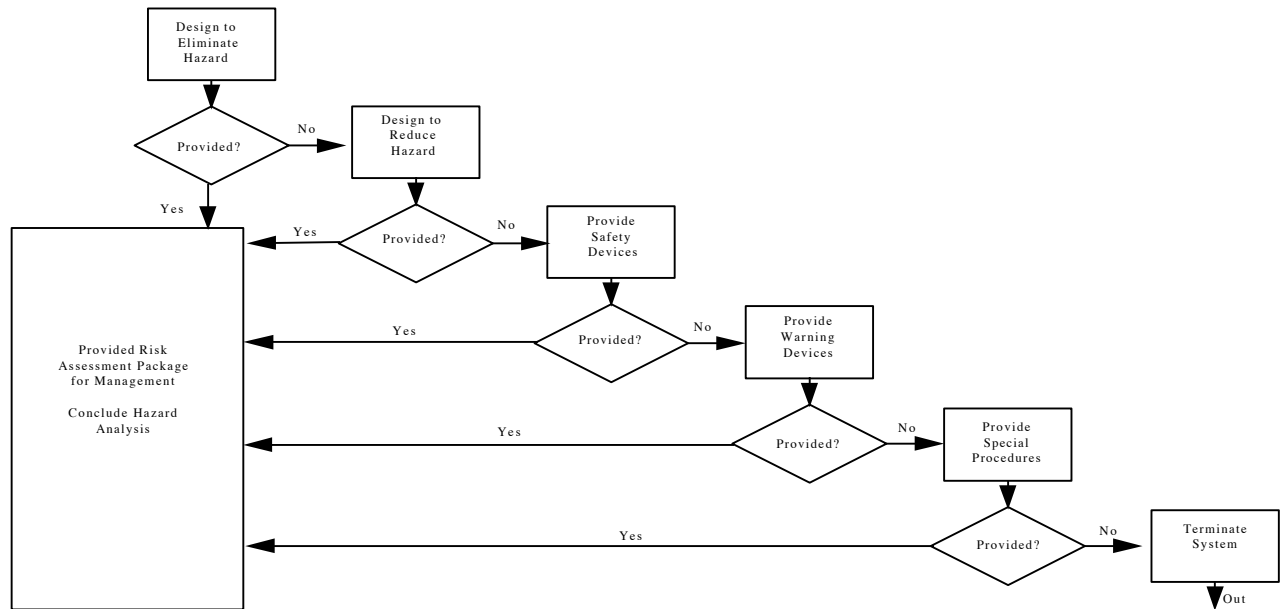 Design to
Eliminate
Hazard
Provided?
No
Yes
Design to
Reduce
Hazard
Provided?
No
Yes
Provide
Safety
Devices
Provided?
No
Yes
Provide
Warning
Devices
Provided?
No
Yes
Provide
Special
Procedures
Provided?
No
Yes
Terminate
System
Out
Provided Risk
Assessment Package
for Management
Conclude Hazard
Analysis